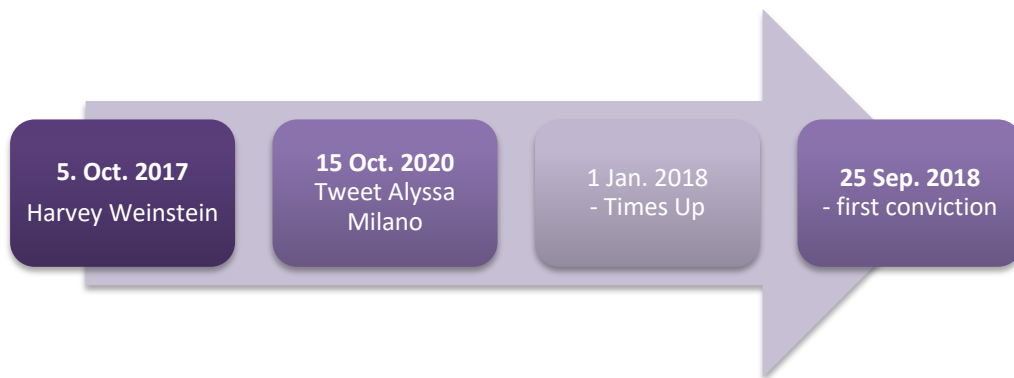 5. Oct. 2017
Harvey Weinstein
15 Oct. 2020
Tweet Alyssa
Milano
1 Jan. 2018
- Times Up
25 Sep. 2018
- first conviction